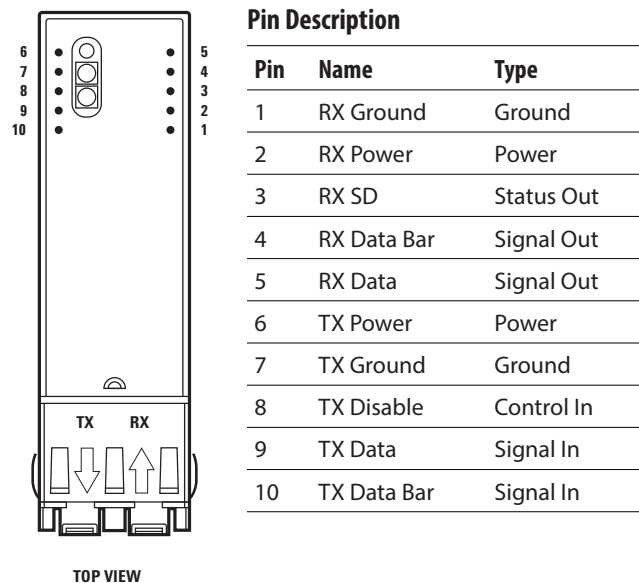 6
7
8
9
10
5
4
3
2
1
TX RX
TOP VIEW
Pin Description
Pin Name Type
1 RX Ground Ground
2 RX Power Power
3 RX SD Status Out
4 RX Data Bar Signal Out
5 RX Data Signal Out
6 TX Power Power
7 TX Ground Ground
8 TX Disable Control In
9 TX Data Signal In
10 TX Data Bar Signal In